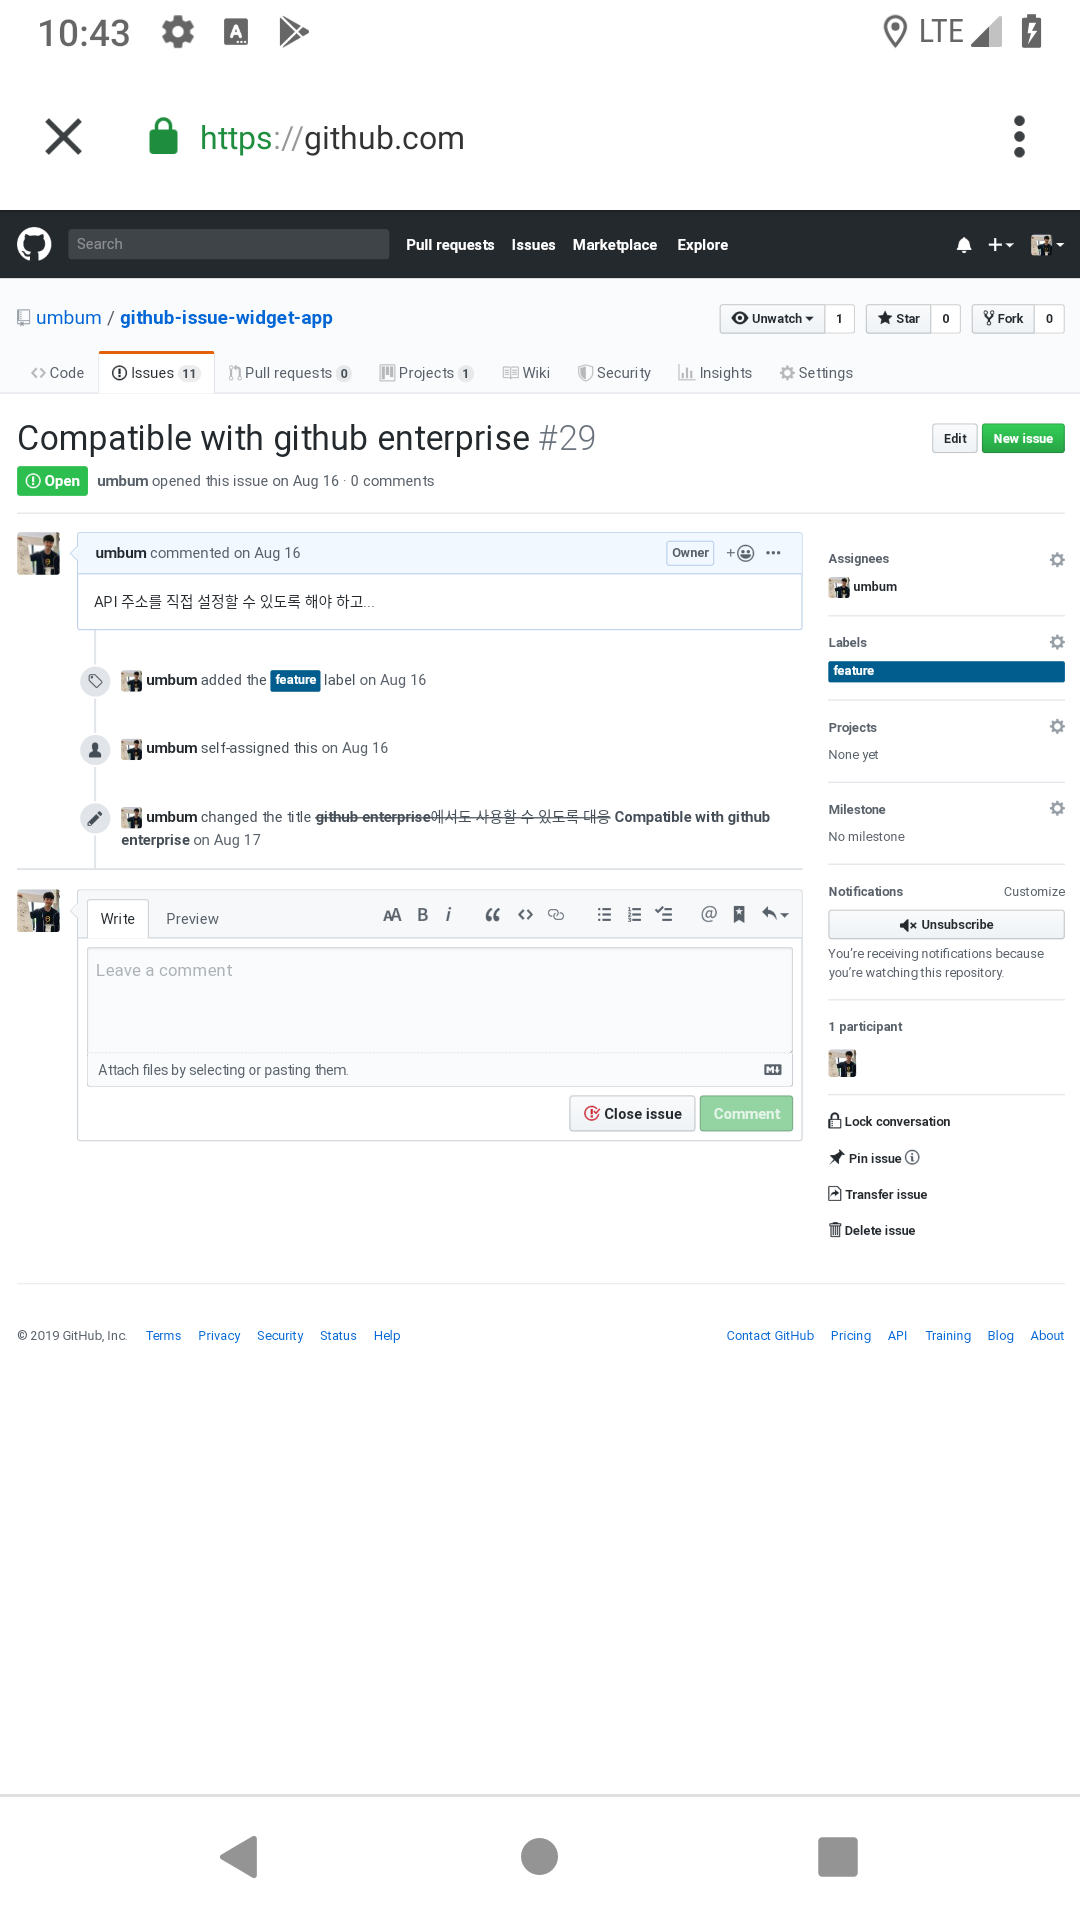 10:43 LTE
https://github.com
Search Pull requests Issues Marketplace Explore
umbum / github-issue-widget-app Unwatch 1 Star 0 Fork 0
Code Issues 11 Pull requests 0 Projects 1 Wiki Security Insights Settings
Compatible with github enterprise #29 Edit New issue
Open umbum opened this issue on Aug 16 · 0 comments
umbum commented on Aug 16 Owner
API 주소를 직접 설정할 수 있도록 해야 하고...
umbum added the feature label on Aug 16
umbum self-assigned this on Aug 16
umbum changed the title github enterprise에서도 사용할 수 있도록 대응 Compatible with github
enterprise on Aug 17
Write Preview
Leave a comment
Attach files by selecting or pasting them.
Close issue Comment
Assignees
umbum
Labels
feature
Projects
None yet
Milestone
No milestone
Notifications Customize
Unsubscribe
You’re receiving notifications because
you’re watching this repository.
1 participant
Lock conversation
Pin issue
Transfer issue
Delete issue
© 2019 GitHub, Inc. Terms Privacy Security Status Help Contact GitHub Pricing API Training Blog About